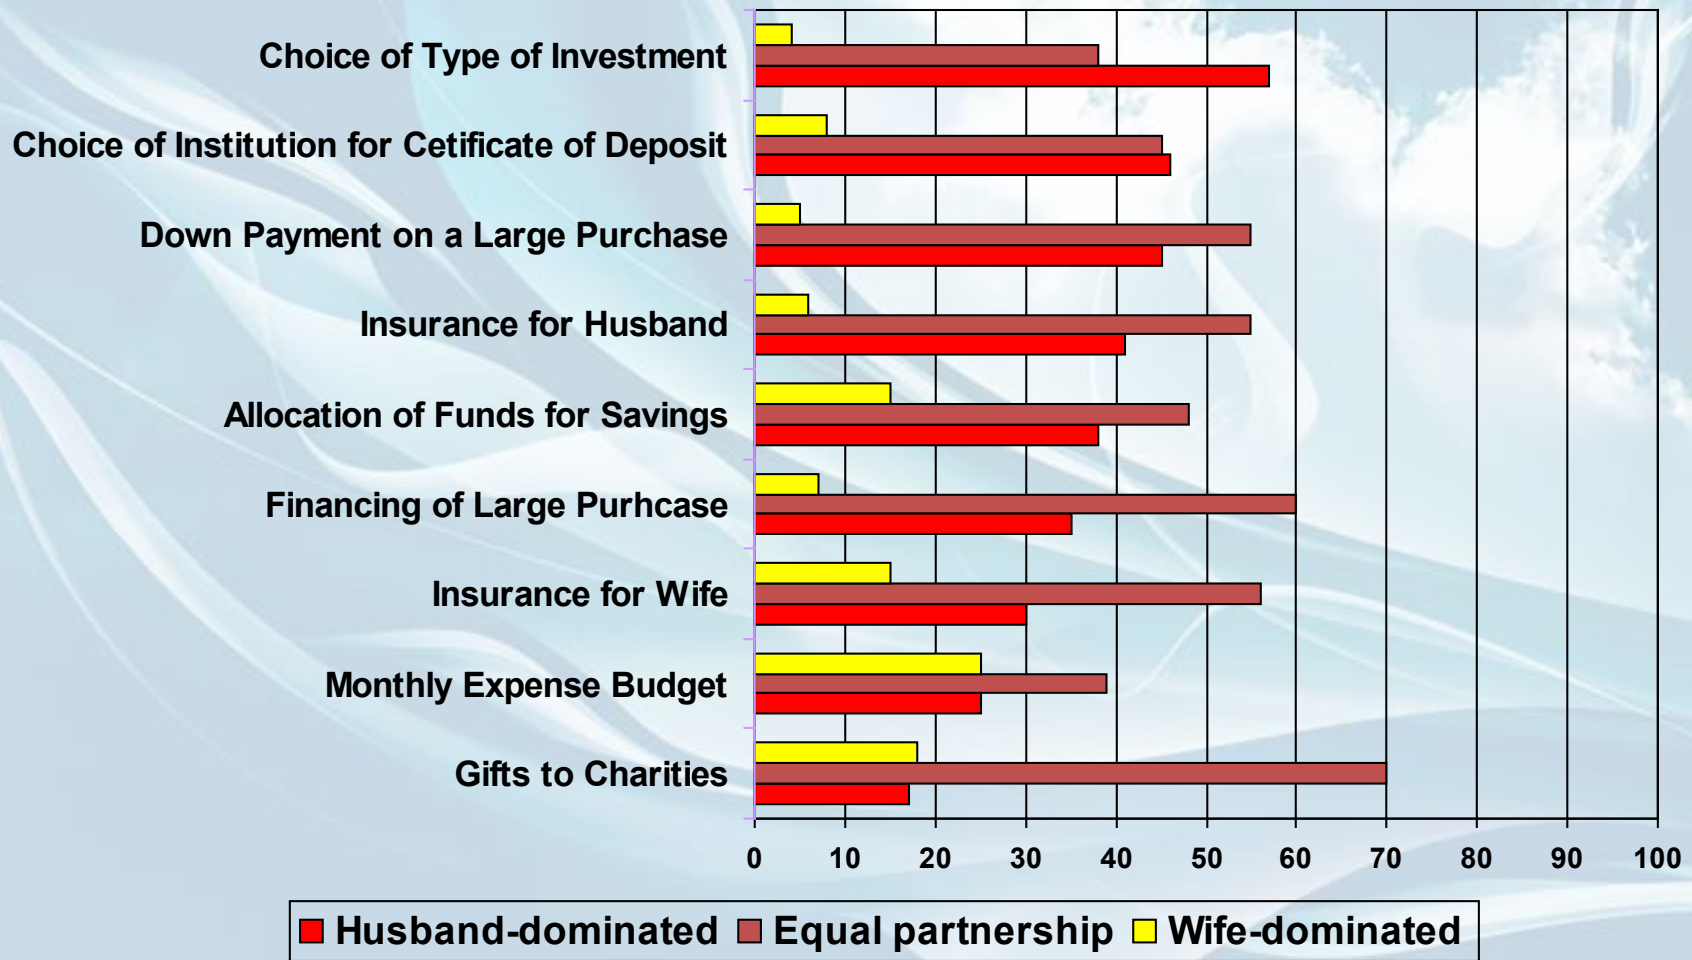 Choice of Type of Investment
Choice of Institution for Cetificate of Deposit
Down Payment on a Large Purchase
Insurance for Husband
Allocation of Funds for Savings
Financing of Large Purhcase
Insurance for Wife
Monthly Expense Budget
Gifts to Charities
0 10 20 30 40 50 60 70 80 90 100
Husband-dominated Equal partnership Wife-dominated